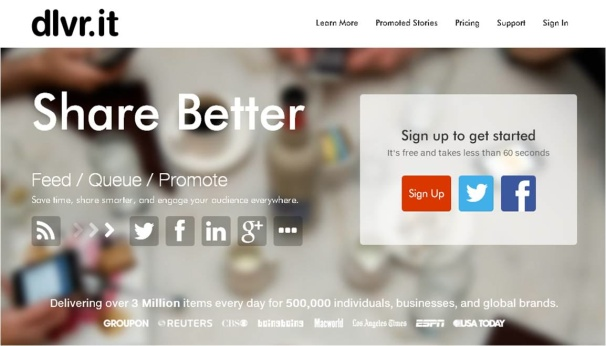 dlvr.it
Learn More Promoted Stories Pricing Support Sign In
Share Better
Sign up to get started
It's free and takes less than 60 seconds
Sign Up
Feed / Queue / Promote
Save time, share smarter, and engage your audience everywhere.
Delivering over 3 Million items every day for 500,000 individuals, businesses, and global brands.
GROUPON REUTERS CBS boingboing Macworld Los Angeles Times ESPN USA TODAY